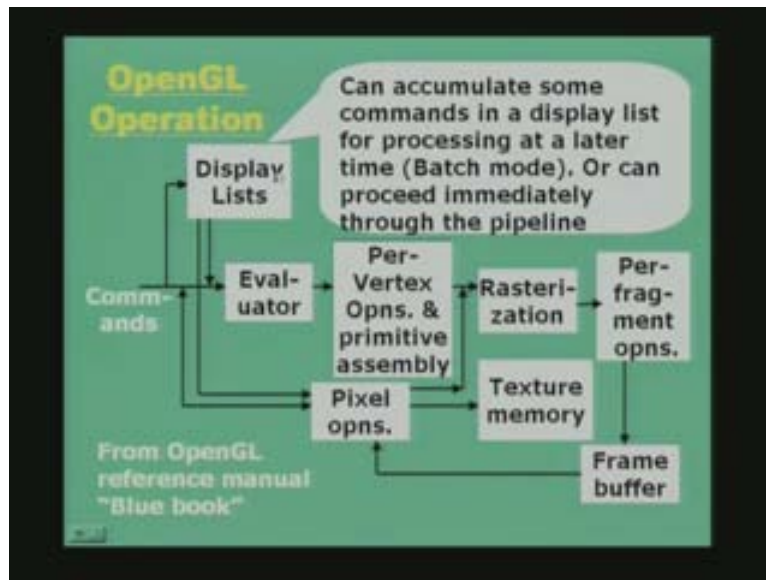 OpenGL
Operation
Can accumulate some
commands in a display list
for processing at a later
time (Batch mode). Or can
proceed immediately
through the pipeline
Display
Lists
Comm-
ands
Eval-
uator
Per-
Vertex
Opns. &
primitive
assembly
Rasteri-
zation
Per-
frag-
ment
opns.
Pixel
opns.
Texture
memory
Frame
buffer
From OpenGL
reference manual
"Blue book"